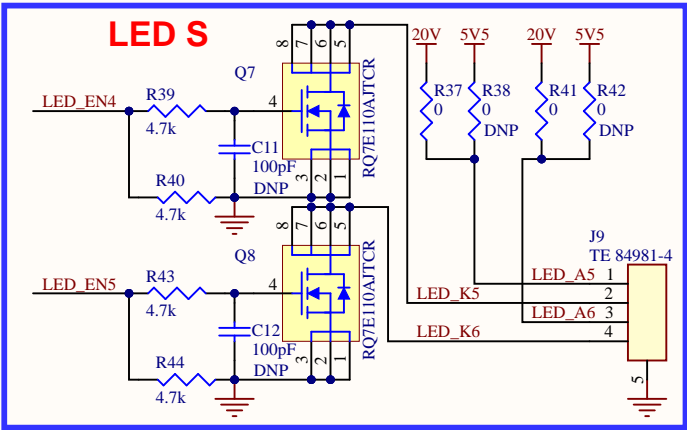 LED S
8
7
6
5
Q7
4
3
2
1
RQ7E110AJTCR
LED_EN4
R39
4.7k
C11
100pF
DNP
R40
4.7k
20V
5V5
20V
5V5
R37
0
R38
0
DNP
R41
0
R42
0
DNP
8
7
6
5
Q8
4
3
2
1
RQ7E110AJTCR
LED_EN5
R43
4.7k
C12
100pF
DNP
R44
4.7k
J9
TE 84981-4
LED_A5
1
LED_K5
2
LED_A6
3
LED_K6
4
5